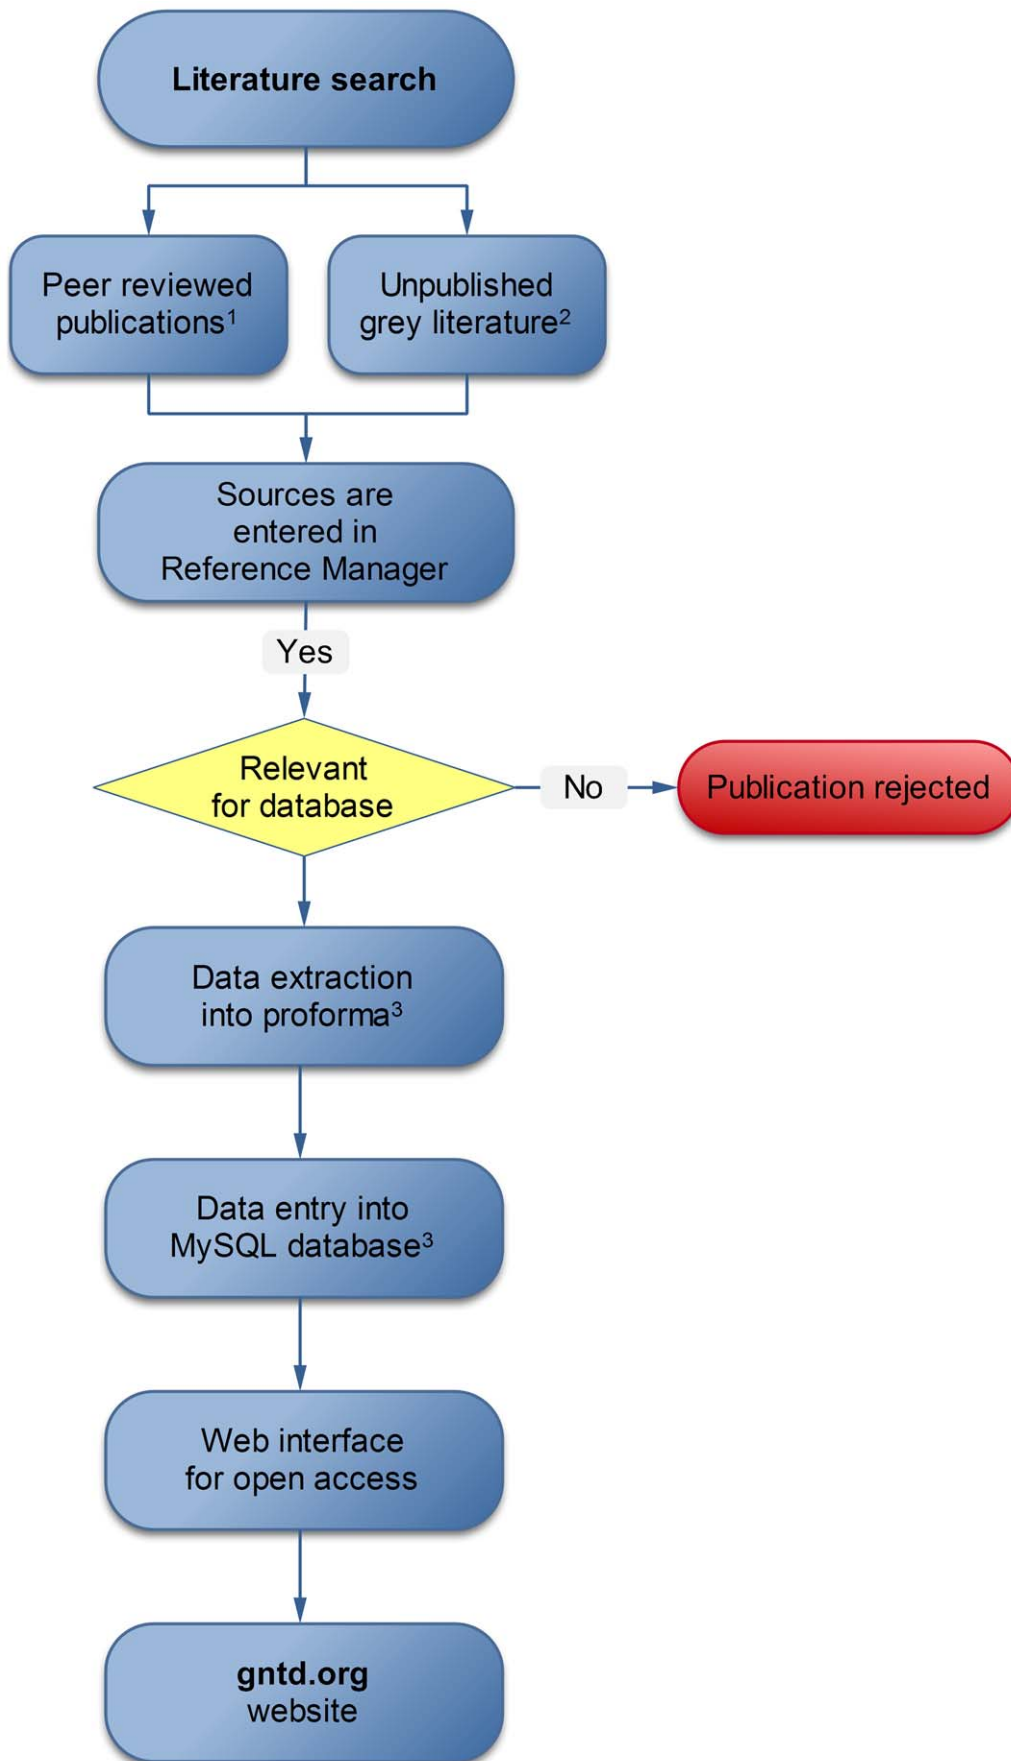 Literature search
Peer reviewed
publications¹
Unpublished
grey literature²
Sources are
entered in
Reference Manager
Yes
Relevant
for database
No
Publication rejected
Data extraction
into proforma³
Data entry into
MySQL database³
Web interface
for open access
gntd.org
website